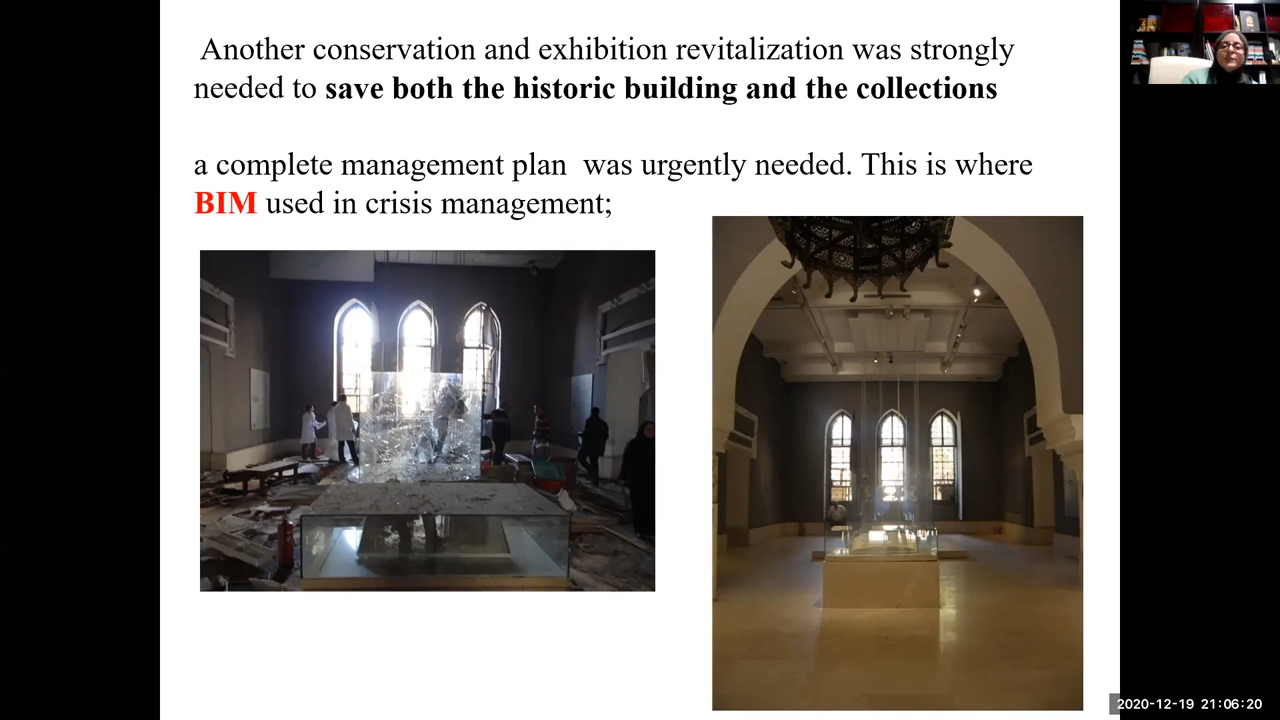 Another conservation and exhibition revitalization was strongly
needed to save both the historic building and the collections
a complete management plan  was urgently needed. This is where
BIM used in crisis management;
2020-12-19 21:06:20